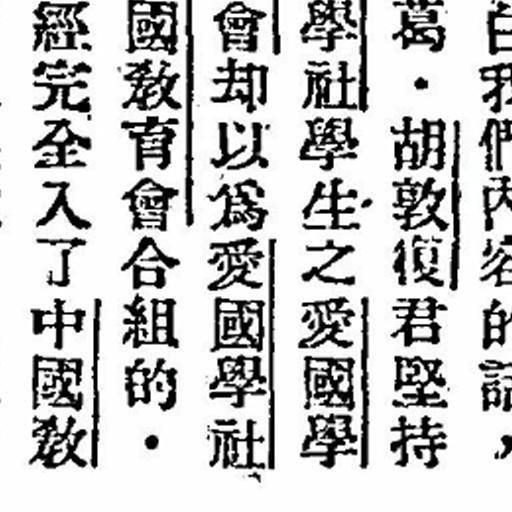 白我們內容的話，
葛．胡敦復君堅持
學社學生之愛國學
會却以爲愛國學社
國敎育會合組的．
經完全入了中國敎